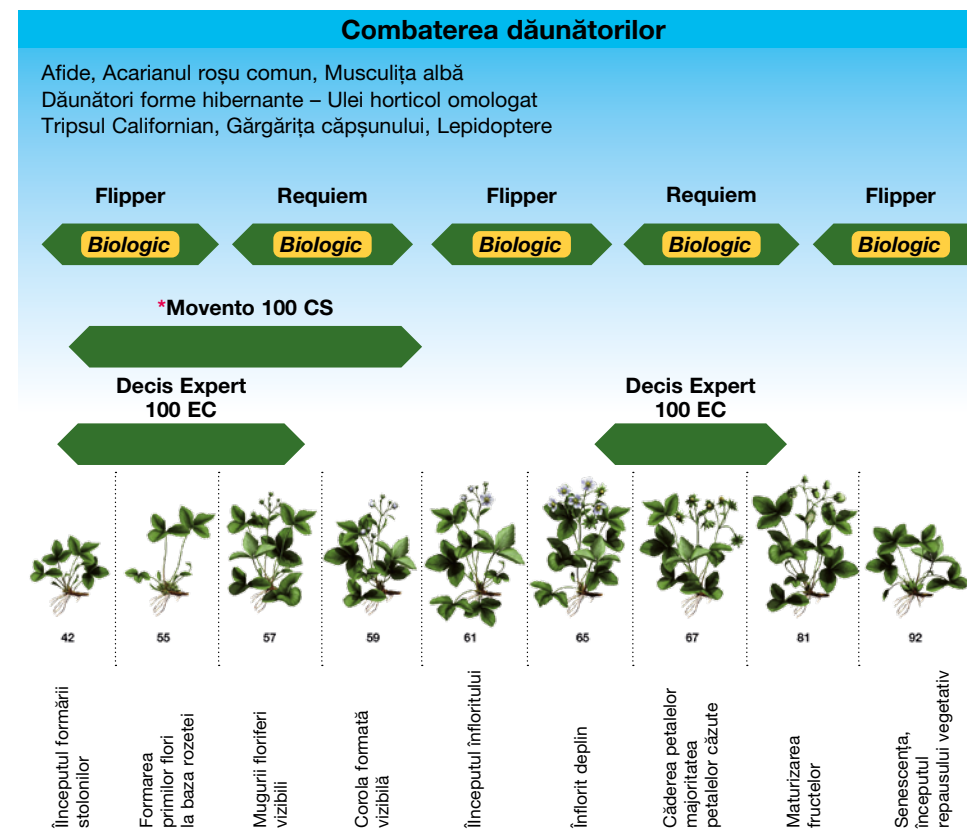 Combaterea dăunătorilor
Afide, Acarianul roșu comun, Musculița albă
Dăunători forme hibernante – Ulei horticol omologat
Tripsul Californian, Gărgărița căpșunului, Lepidoptere
Flipper
Requiem
Flipper
Requiem
Flipper
Biologic
Biologic
Biologic
Biologic
Biologic
*Movento 100 CS
Decis Expert
100 EC
Decis Expert
100 EC
42
55
57
59
61
65
67
81
92
Îînceputul formării
stolonilor
Formarea
primilor flori
la baza rozetei
Mugurii floriferi
vizibili
Corola formată
vizibilă
Îînceputul înfloritului
Înflorit deplin
Căderea petalelor
majoritatea
petalelor căzute
Maturizarea
fructelor
Senescența,
începutul
repausului vegetativ